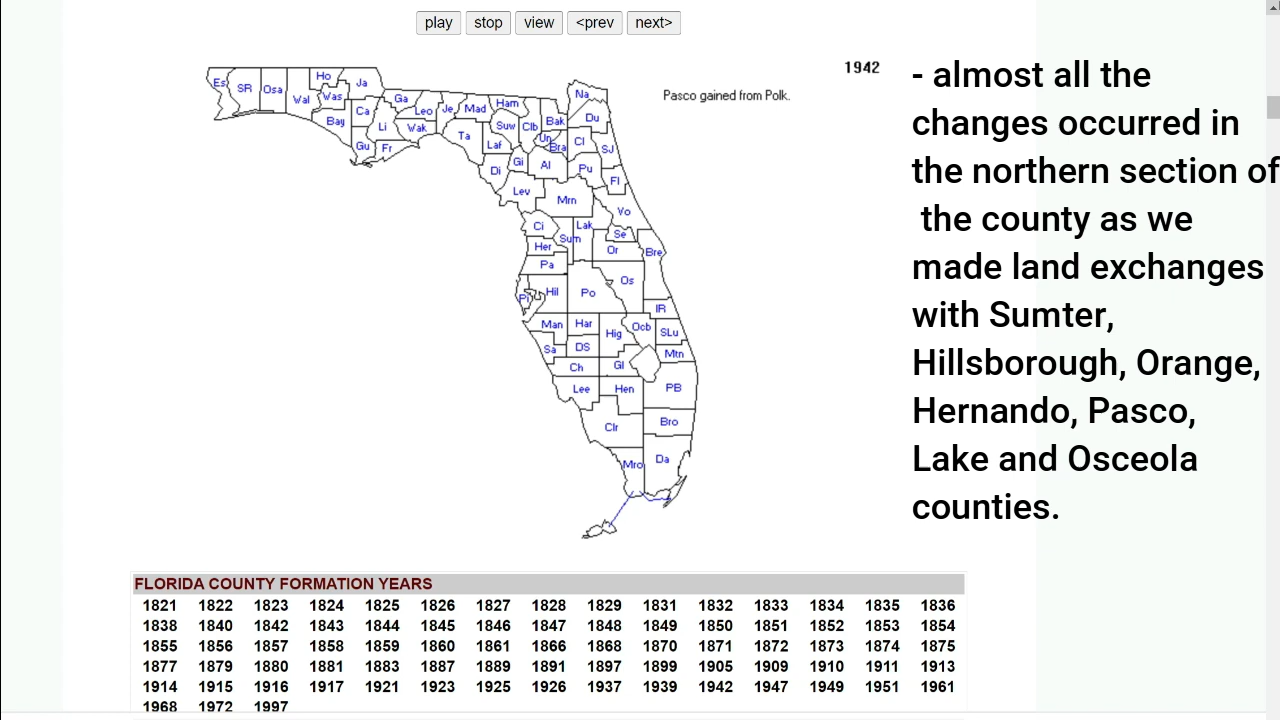 play stop view <prev next>
1942
Pasco gained from Polk.
Es SR Osa Wal Ho Was Ja Bay Ca Gu Li Fr Ga Leo Wak Je Mad Ta Ham Suw Laf Di Clb Gi Un Bra Bak Al Na Du Cl SJ Pu Fl
Lev Mrn Vo
Ci Sum Lak Se Or Bre
Her
Pa
Pi Hil Po Os
IR
Man Har Hig Ocb SLu
Sa DS Mtn
Ch Gl
Lee Hen PB
Clr Bro
Mro Da
- almost all the
changes occurred in
the northern section of
the county as we
made land exchanges
with Sumter,
Hillsborough, Orange,
Hernando, Pasco,
Lake and Osceola
counties.
FLORIDA COUNTY FORMATION YEARS
1821 1822 1823 1824 1825 1826 1827 1828 1829 1831 1832 1833 1834 1835 1836
1838 1840 1842 1843 1844 1845 1846 1847 1848 1849 1850 1851 1852 1853 1854
1855 1856 1857 1858 1859 1860 1861 1866 1868 1870 1871 1872 1873 1874 1875
1877 1879 1880 1881 1883 1887 1889 1891 1897 1899 1905 1909 1910 1911 1913
1914 1915 1916 1917 1921 1923 1925 1926 1937 1939 1942 1947 1949 1951 1961
1968 1972 1997